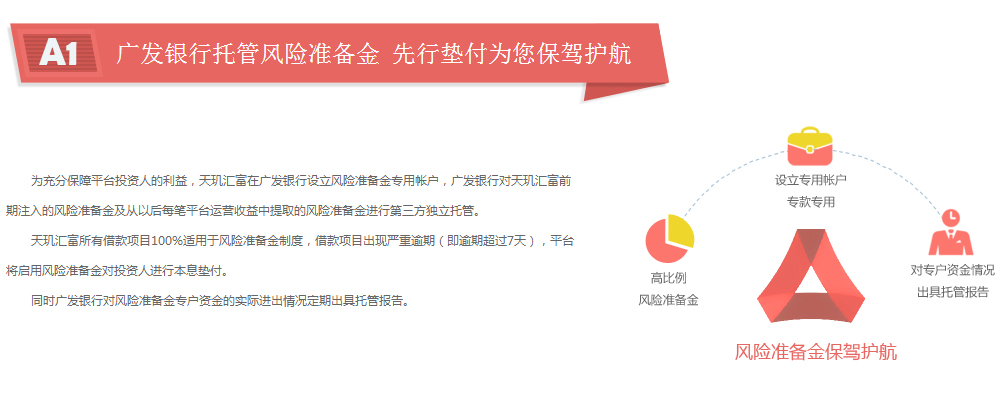 A1 广发银行托管风险准备金 先行垫付为您保驾护航
为充分保障平台投资人的利益，天玑汇富在广发银行设立风险准备金专用帐户，广发银行对天玑汇富前
期注入的风险准备金及从以后每笔平台运营收益中提取的风险准备金进行第三方独立托管。
天玑汇富所有借款项目100%适用于风险准备金制度，借款项目出现严重逾期（即逾期超过7天），平台
将启用风险准备金对投资人进行本息垫付。
同时广发银行对风险准备金专户资金的实际进出情况定期出具托管报告。
设立专用帐户
专款专用
高比例
风险准备金
对专户资金情况
出具托管报告
风险准备金保驾护航